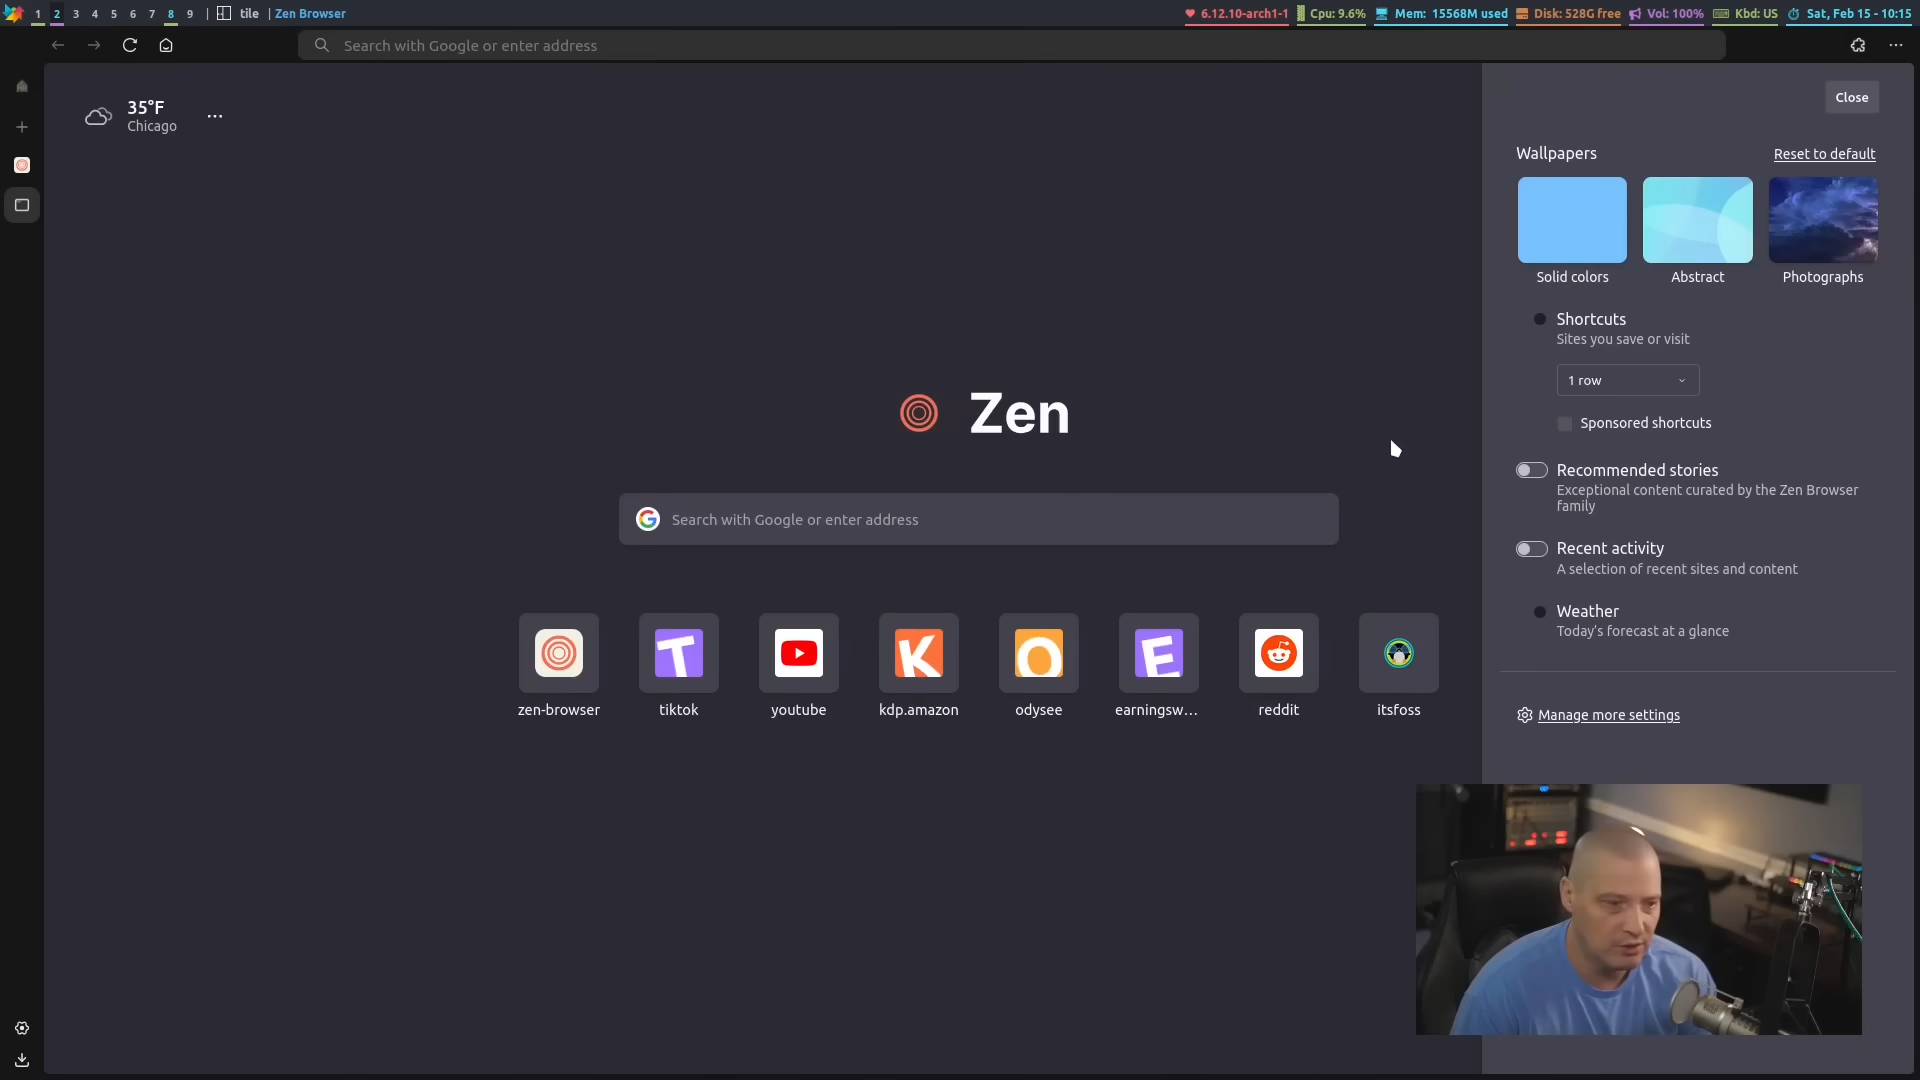 1 2 3 4 5 6 7 8 9 | tile | Zen Browser 6.12.10-arch1-1 Cpu: 9.6% Mem: 15568M used Disk: 528G free Vol: 100% Kbd: US Sat, Feb 15 - 10:15
Search with Google or enter address
35°F
Chicago
Close
Wallpapers Reset to default
Solid colors Abstract Photographs
Shortcuts
Sites you save or visit
1 row
Sponsored shortcuts
Recommended stories
Exceptional content curated by the Zen Browser
family
Recent activity
A selection of recent sites and content
Weather
Today's forecast at a glance
Manage more settings
Zen
Search with Google or enter address
T K O E
zen-browser tiktok youtube kdp.amazon odysee earningsw... reddit itsfoss